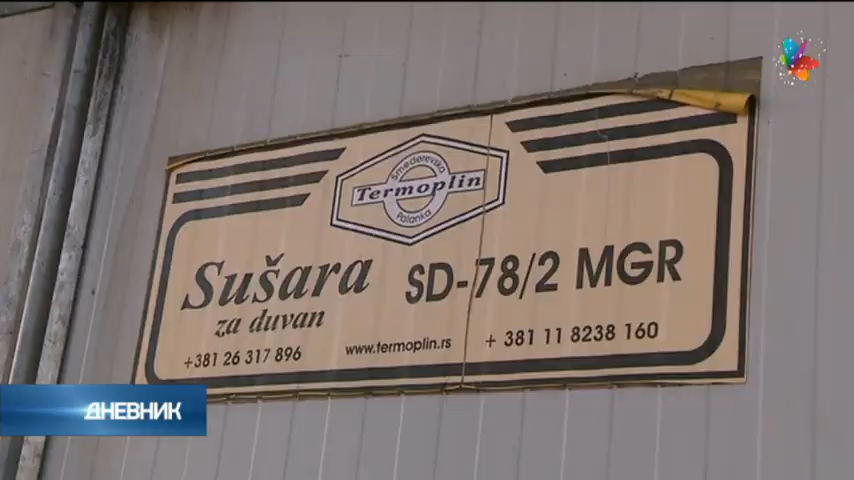 Smederevska
Termoplin
Palanka
Sušara SD-78/2 MGR
za duvan
+381 26 317 896 www.termoplin.rs + 381 11 8238 160
ДНЕВНИК